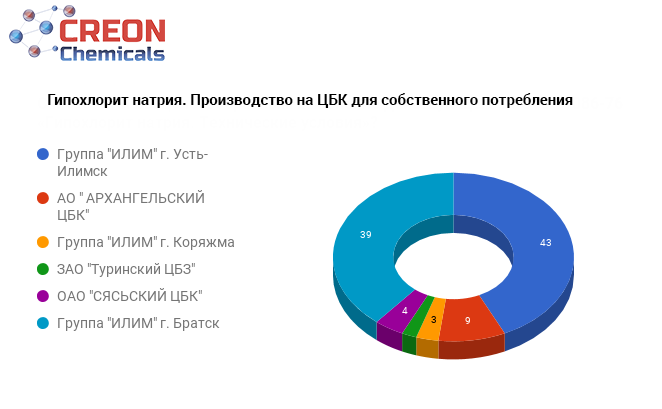 CREON
Chemicals
Гипохлорит натрия. Производство на ЦБК для собственного потребления
Группа "ИЛИМ" г. Усть-
Илимск
АО " АРХАНГЕЛЬСКИЙ
ЦБК"
Группа "ИЛИМ" г. Коряжма
ЗАО "Туринский ЦБЗ"
ОАО "СЯСЬСКИЙ ЦБК"
Группа "ИЛИМ" г. Братск
39
43
4
3
9